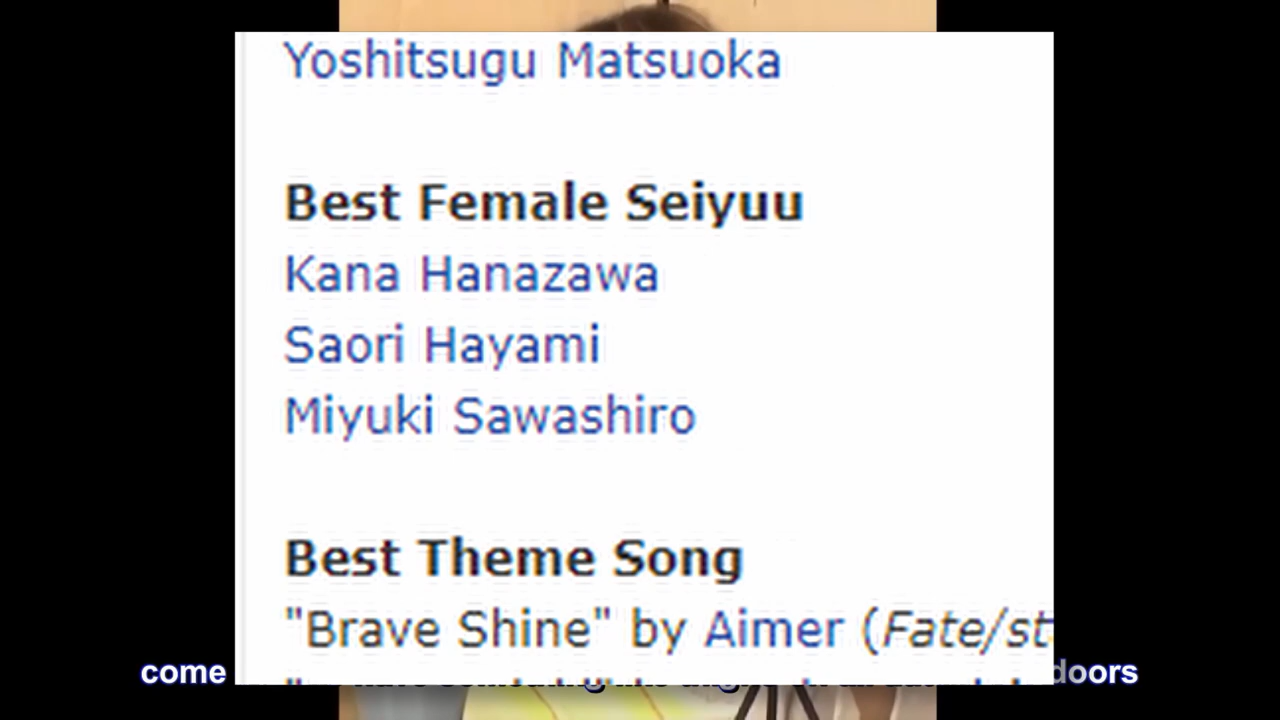 Yoshitsugu Matsuoka
Best Female Seiyuu
Kana Hanazawa
Saori Hayami
Miyuki Sawashiro
Best Theme Song
"Brave Shine" by Aimer (Fate/st
come doors